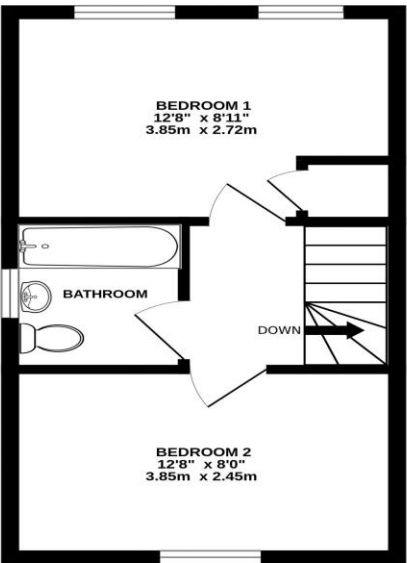 BEDROOM 1
12'8" x 8'11"
3.85m x 2.72m
BATHROOM
DOWN
BEDROOM 2
12'8" x 8'0"
3.85m x 2.45m